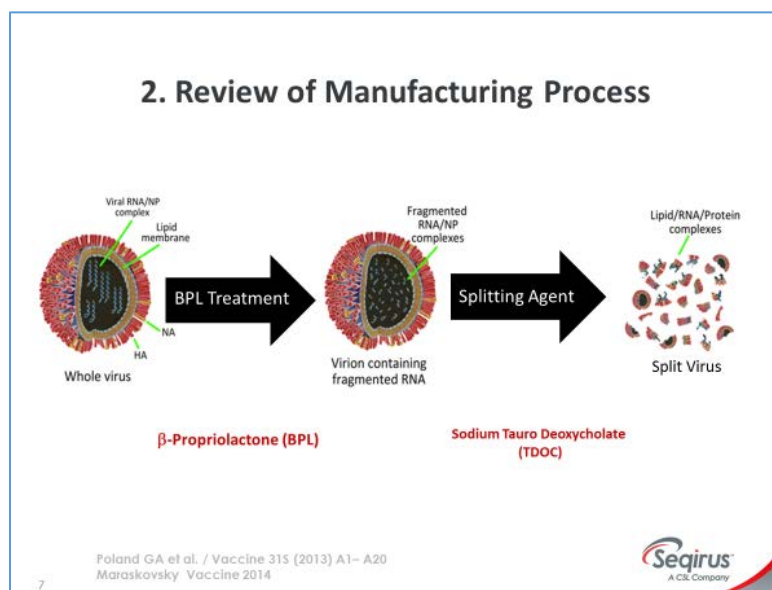 2. Review of Manufacturing Process
Viral RNA/NP
complex
Lipid
membrane
NA
HA
Whole virus
BPL Treatment
Fragmented
RNA/NP
complexes
Virion containing
fragmented RNA
Splitting Agent
Lipid/RNA/Protein
complexes
Split Virus
β-Propriolactone (BPL)
Sodium Tauro Deoxycholate
(TDOC)
Poland GA et al. / Vaccine 31S (2013) A1– A20
Maraskovsky Vaccine 2014
7
Seqirus™
A CSL Company